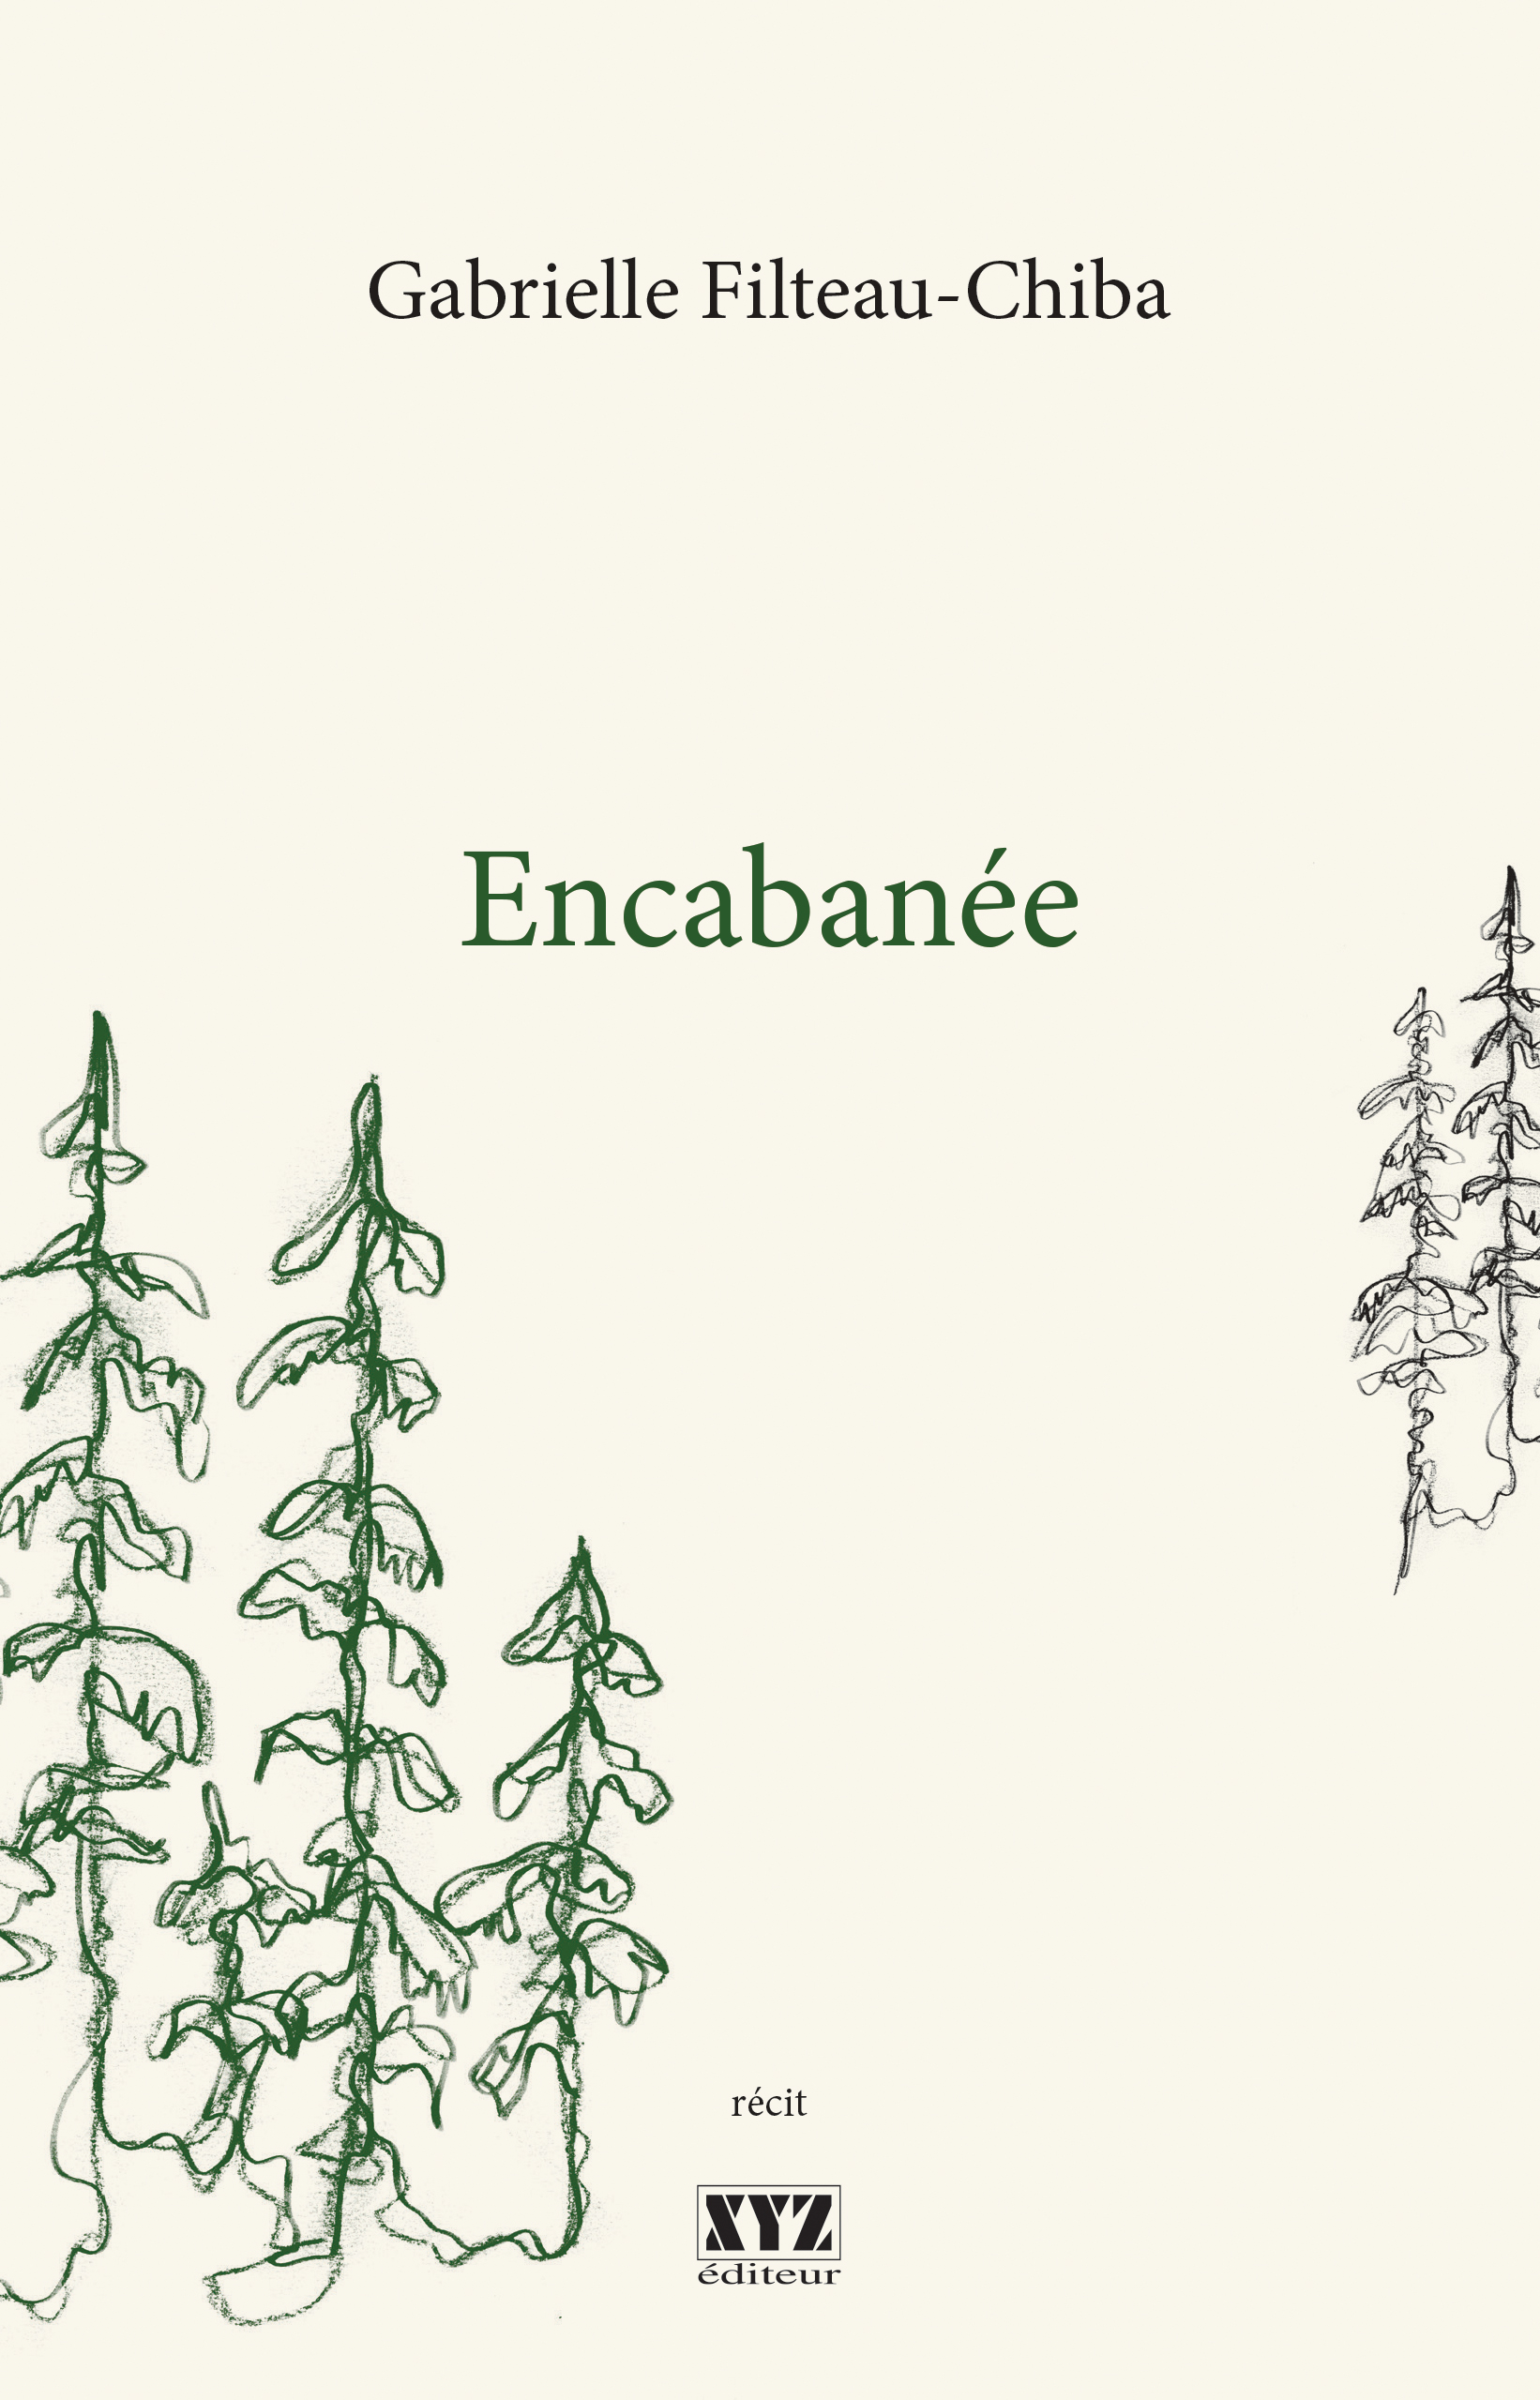 Gabrielle Filteau-Chiba
Encabanée
récit
XYZ
éditeur